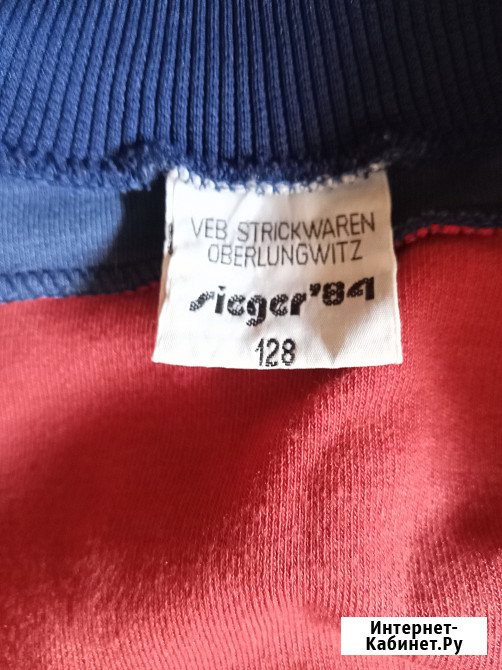 VEB STRICKWAREN
OBERLUNGWITZ
sieger'84
128
Интернет-
Кабинет.Ру